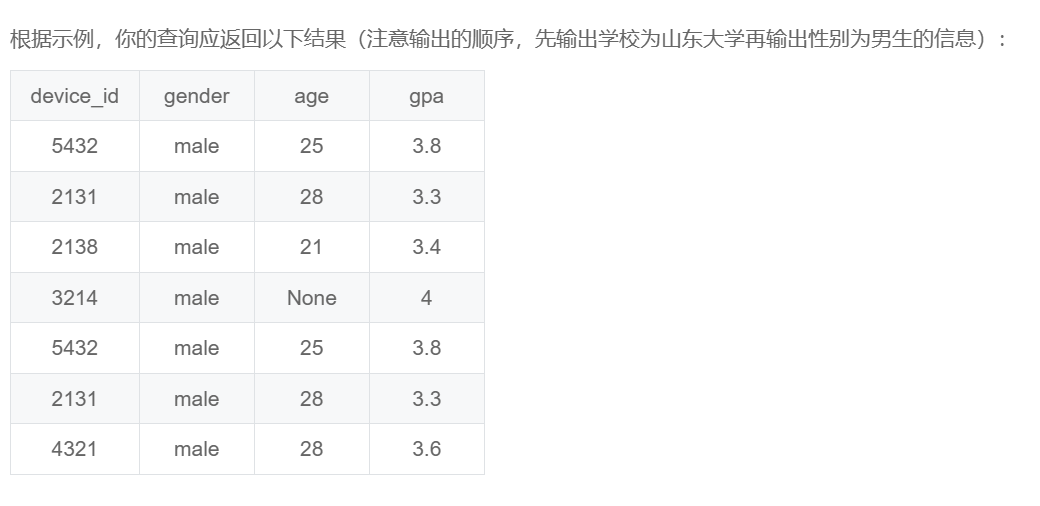 根据示例，你的查询应返回以下结果（注意输出的顺序，先输出学校为山东大学再输出性别为男生的信息）：
device_id gender age gpa
5432 male 25 3.8
2131 male 28 3.3
2138 male 21 3.4
3214 male None 4
5432 male 25 3.8
2131 male 28 3.3
4321 male 28 3.6